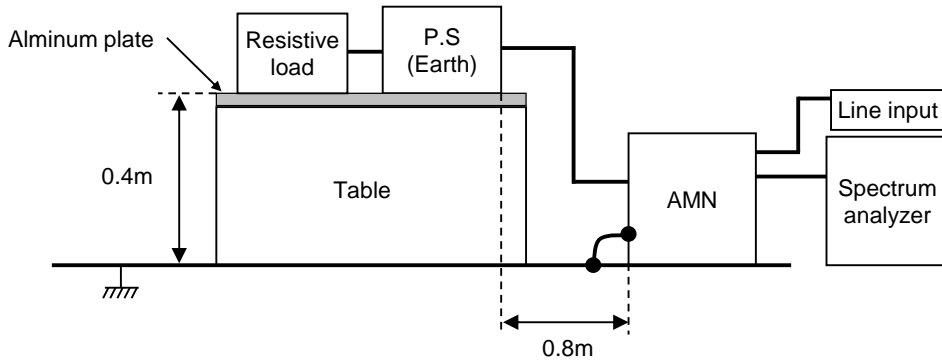 Alminum plate
Resistive
load
P.S
(Earth)
Line input
0.4m
Table
AMN
Spectrum
analyzer
0.8m